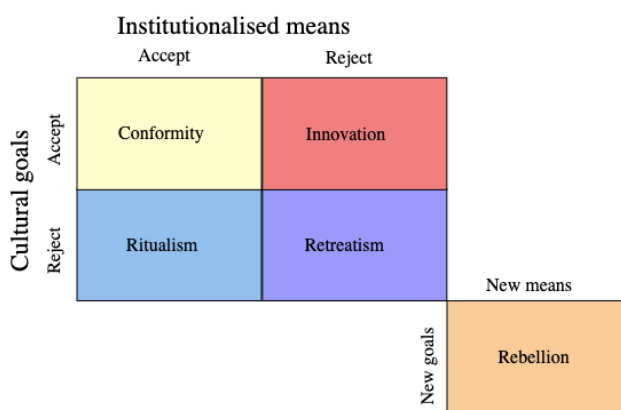 Institutionalised means
Accept Reject
Cultural goals
Accept
Conformity Innovation
Reject
Ritualism Retreatism
New means
New goals
Rebellion